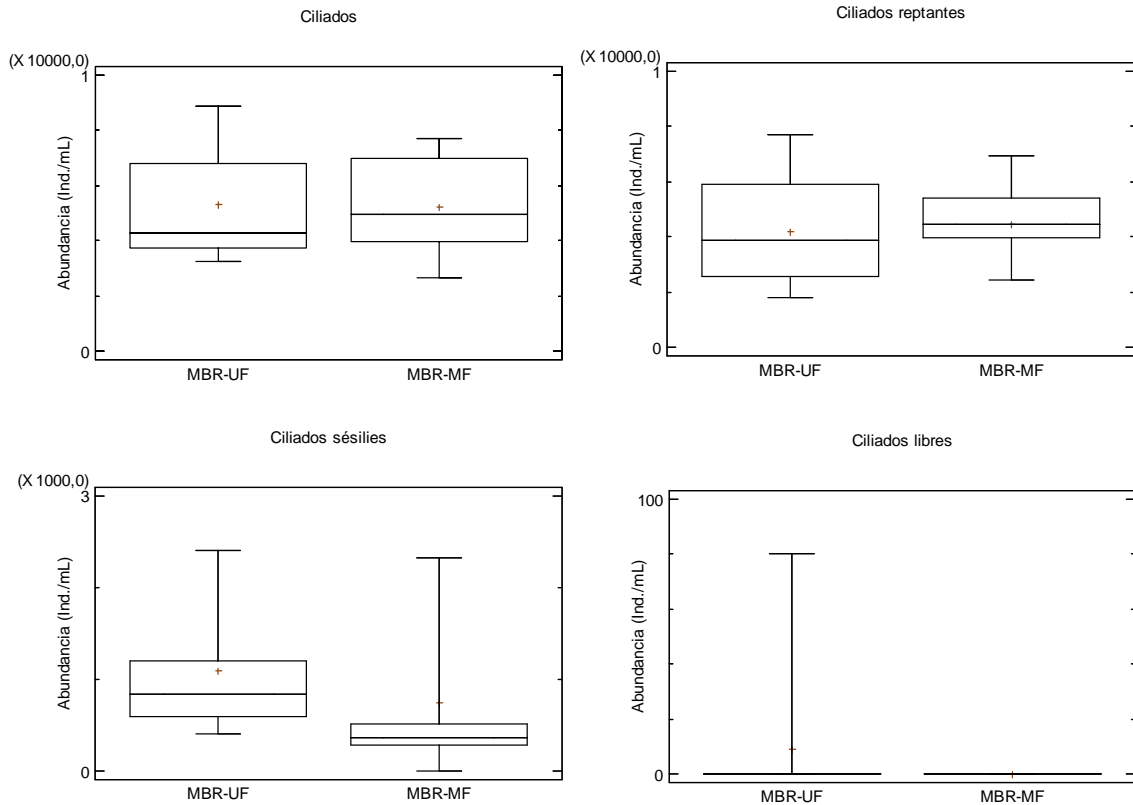 Ciliados
(X 10000,0)
1
Abundancia (Ind./mL)
0
MBR-UF
MBR-MF
Ciliados reptantes
(X 10000,0)
1
Abundancia (Ind./mL)
0
MBR-UF
MBR-MF
Ciliados sésilies
(X 1000,0)
3
Abundancia (Ind./mL)
0
MBR-UF
MBR-MF
Ciliados libres
100
Abundancia (Ind./mL)
0
MBR-UF
MBR-MF